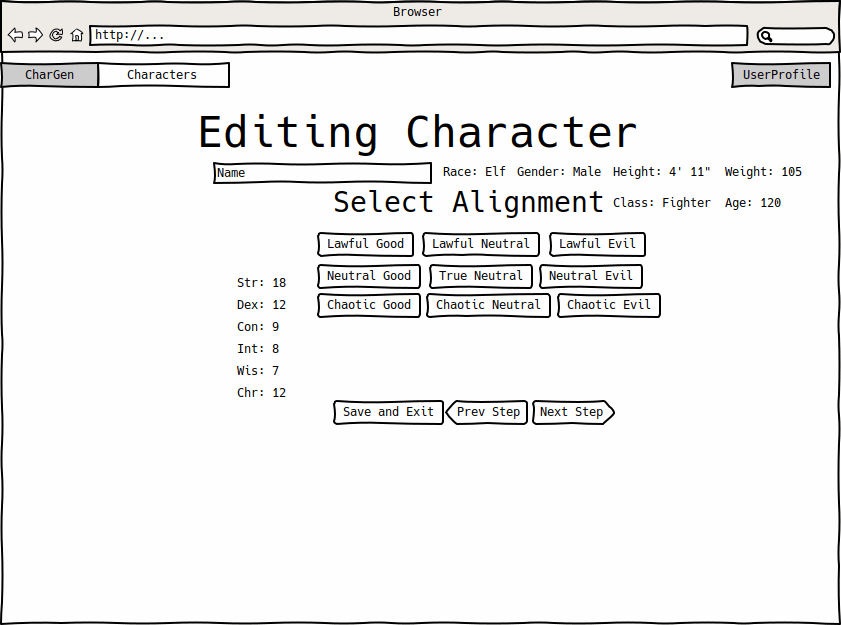 Browser
http://...
CharGen Characters UserProfile
Editing Character
Name Race: Elf Gender: Male Height: 4' 11" Weight: 105
Select Alignment Class: Fighter Age: 120
Lawful Good Lawful Neutral Lawful Evil
Neutral Good True Neutral Neutral Evil
Str: 18
Chaotic Good Chaotic Neutral Chaotic Evil
Dex: 12
Con: 9
Int: 8
Wis: 7
Chr: 12
Save and Exit Prev Step Next Step